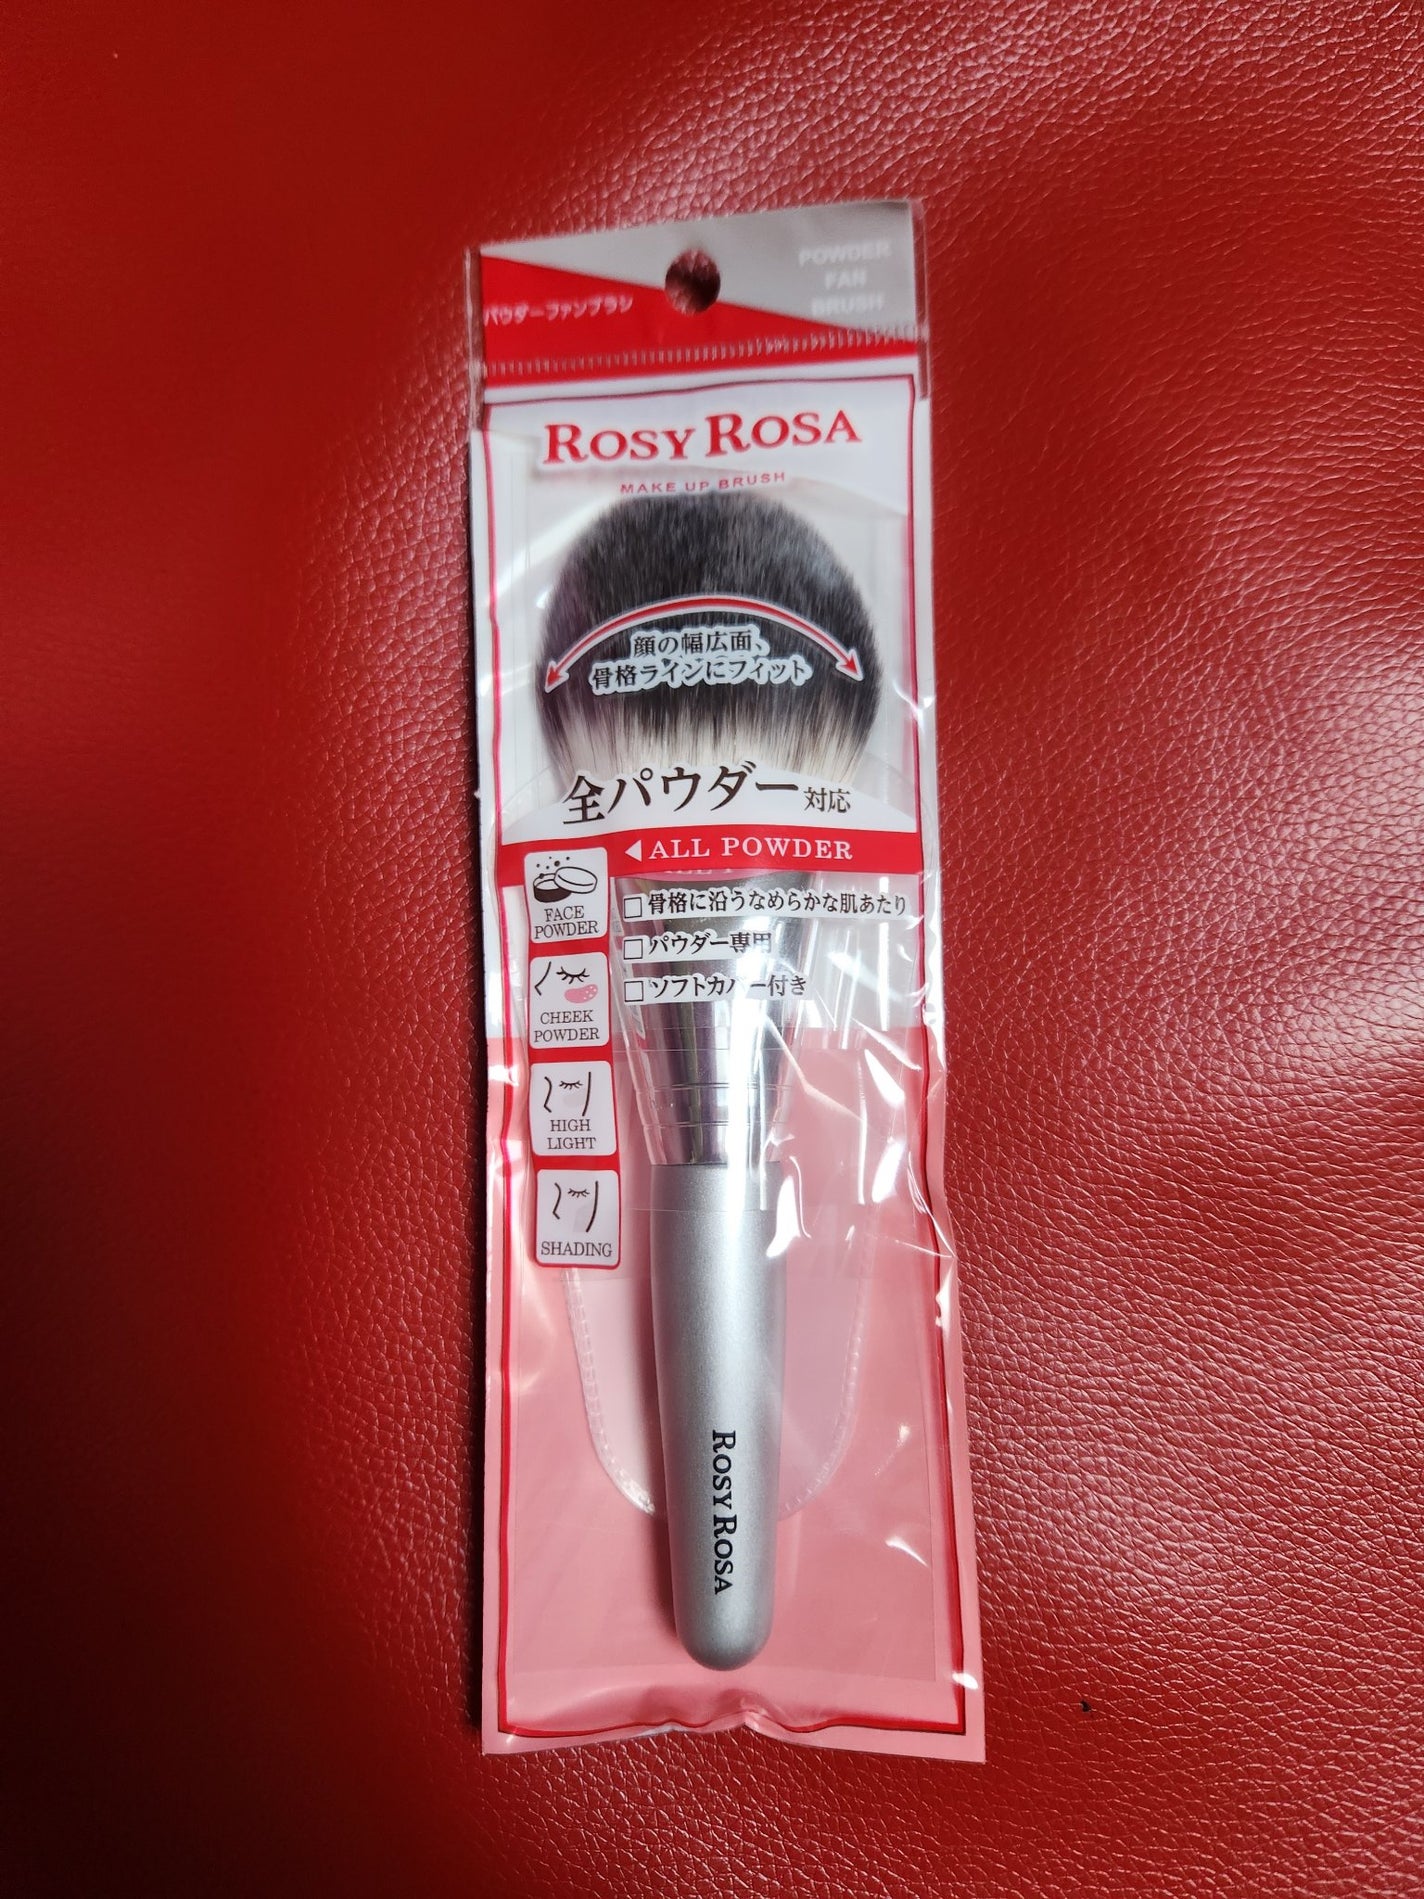 POWDER
FAN
BRUSH
パウダーファンブラシ
ROSY ROSA
MAKE UP BRUSH
顔の幅広面、
骨格ラインにフィット
全パウダー対応
◀ALL POWDER
FACE
POWDER
□骨格に沿うなめらかな肌あたり
□パウダー専用
□ソフトカバー付き
CHEEK
POWDER
HIGH
LIGHT
SHADING
ROSY ROSA